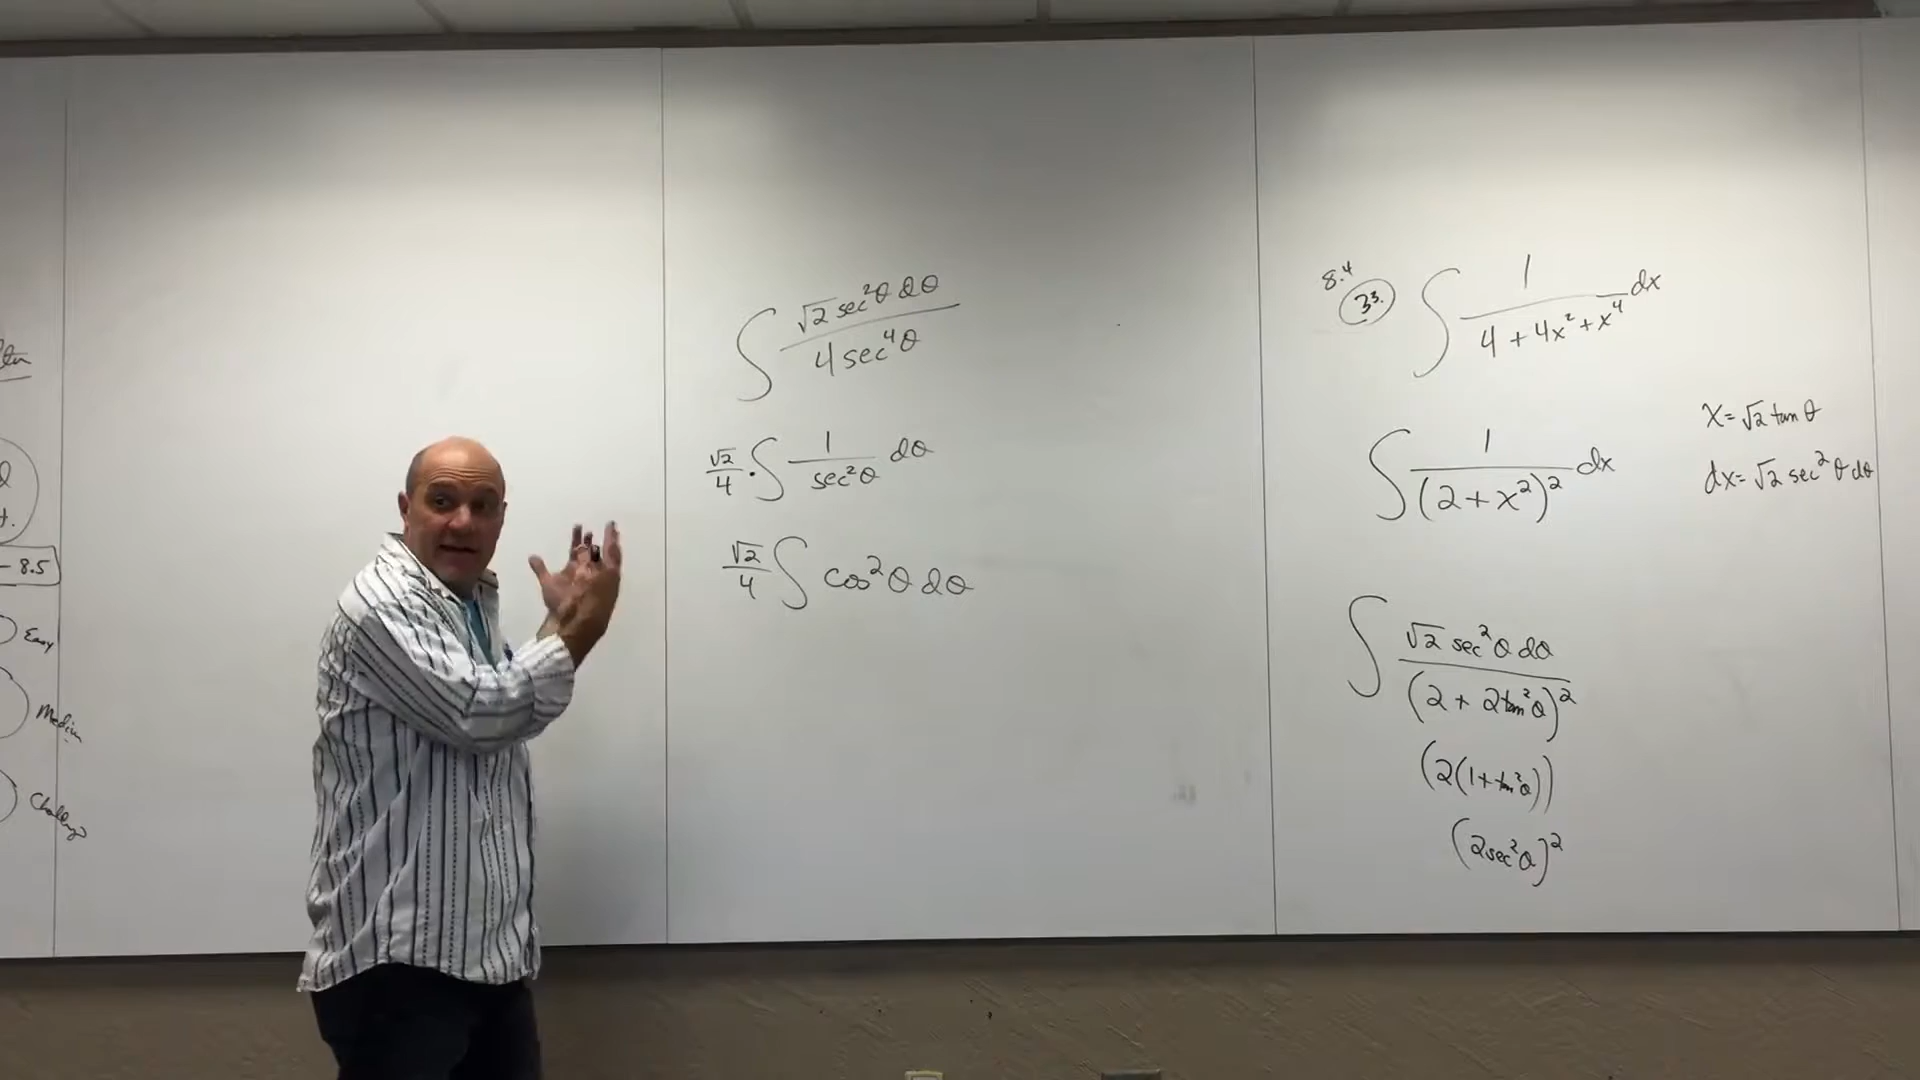 - 8.5
Easy
Medium
∫ √2 sec²θ dθ / 4 sec⁴θ
√2/4 · ∫ 1/sec²θ dθ
√2/4 ∫ cos²θ dθ
8.4
33. ∫ 1/(4 + 4x² + x⁴) dx
x = √2 tan θ
∫ 1/(2 + x²)² dx
dx = √2 sec²θ dθ
∫ √2 sec²θ dθ / (2 + 2tan²θ)²
(2(1 + tan²θ))
(2sec²θ)²